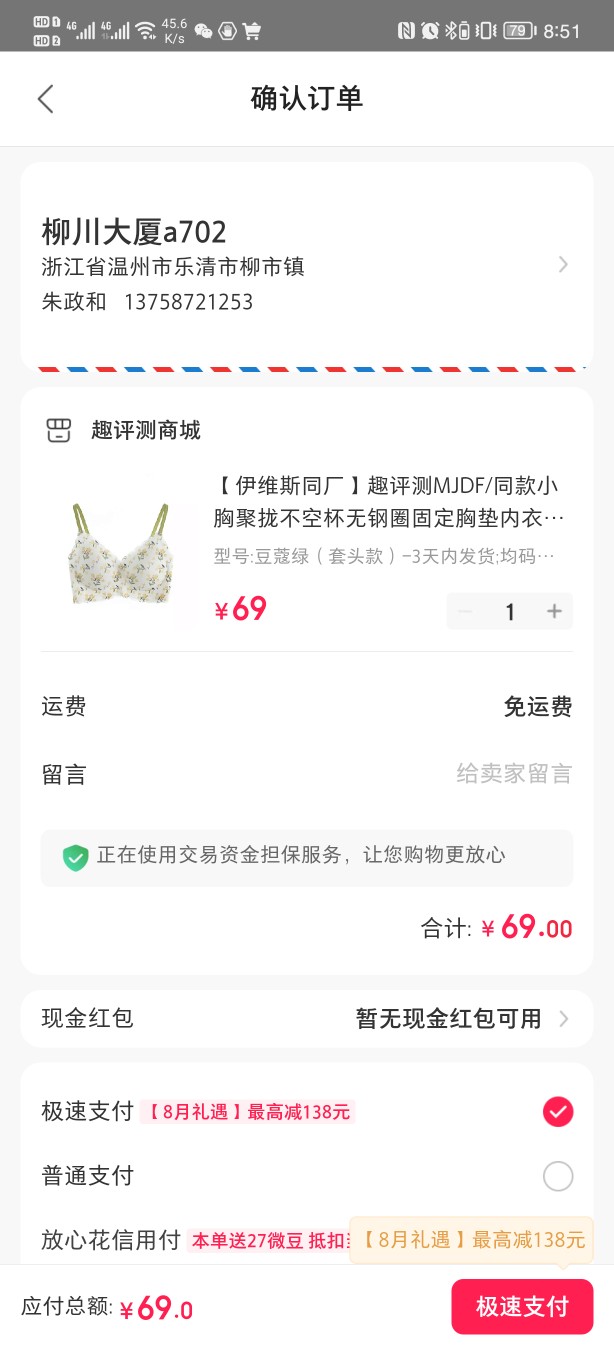 HD 1 4G 4G 45.6 79 8:51
HD 2 K/s
确认订单
柳川大厦a702
浙江省温州市乐清市柳市镇
朱政和 13758721253
趣评测商城
【伊维斯同厂】趣评测MJDF/同款小
胸聚拢不空杯无钢圈固定胸垫内衣…
型号:豆蔻绿（套头款）-3天内发货;均码…
¥69
1 +
运费 免运费
留言 给卖家留言
正在使用交易资金担保服务，让您购物更放心
合计: ¥ 69.00
现金红包 暂无现金红包可用
极速支付 【8月礼遇】最高减138元
普通支付
放心花信用付 本单送27微豆 抵扣 【8月礼遇】最高减138元
应付总额: ¥69.0 极速支付